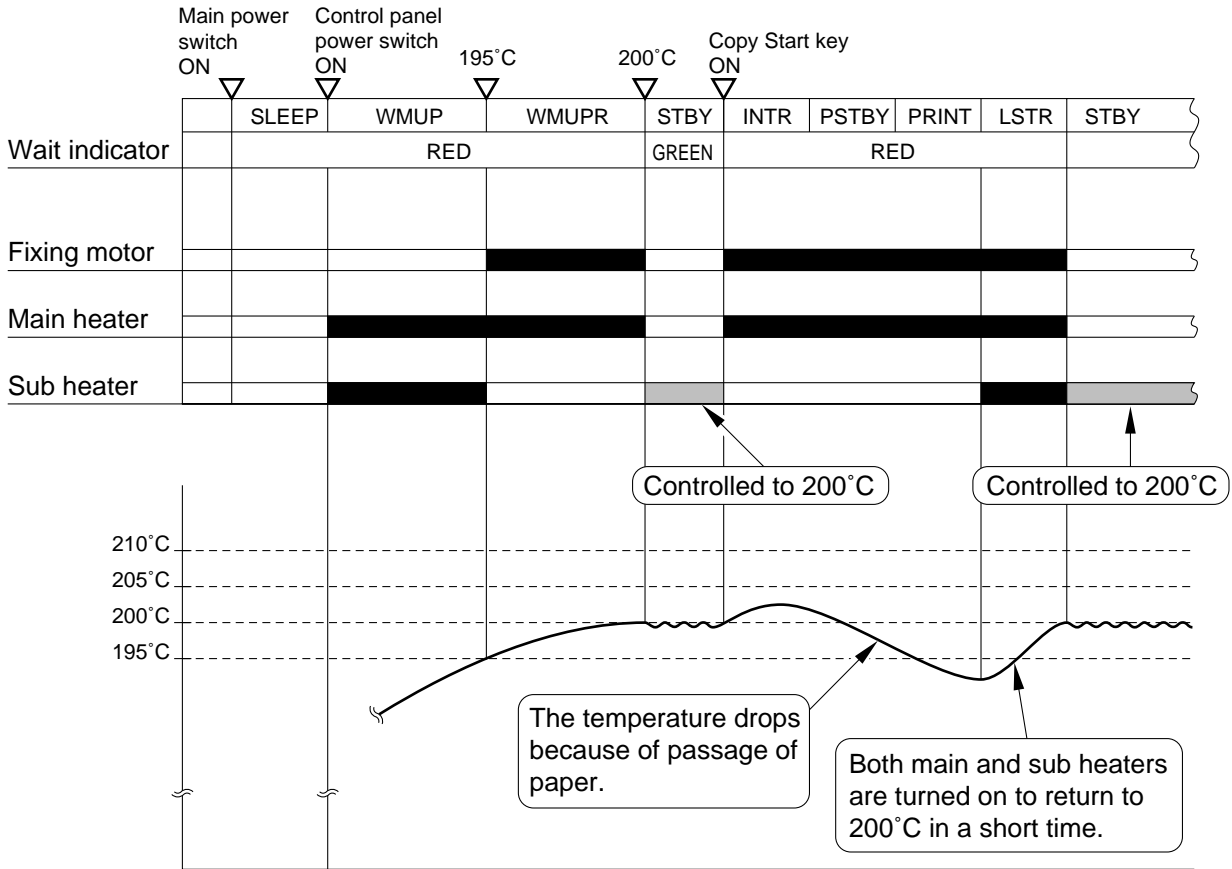 Main power
switch
ON
Control panel
power switch
ON
195˚C
200˚C
Copy Start key
ON
SLEEP WMUP WMUPR STBY INTR PSTBY PRINT LSTR STBY
Wait indicator RED GREEN RED
Fixing motor
Main heater
Sub heater
Controlled to 200˚C
Controlled to 200˚C
210˚C
205˚C
200˚C
195˚C
The temperature drops
because of passage of
paper.
Both main and sub heaters
are turned on to return to
200˚C in a short time.